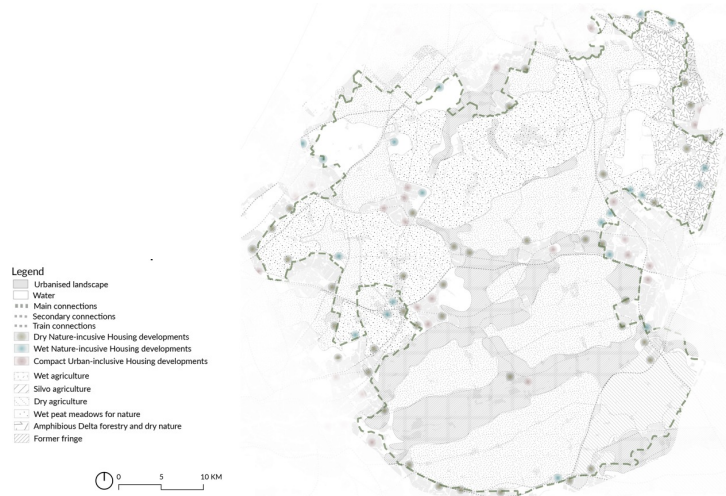 Legend
Urbanised landscape
Water
Main connections
Secondary connections
Train connections
Dry Nature-incusive Housing developments
Wet Nature-incusive Housing developments
Compact Urban-inclusive Housing developments
Wet agriculture
Silvo agriculture
Dry agriculture
Wet peat meadows for nature
Amphibious Delta forestry and dry nature
Former fringe
0 5 10 KM